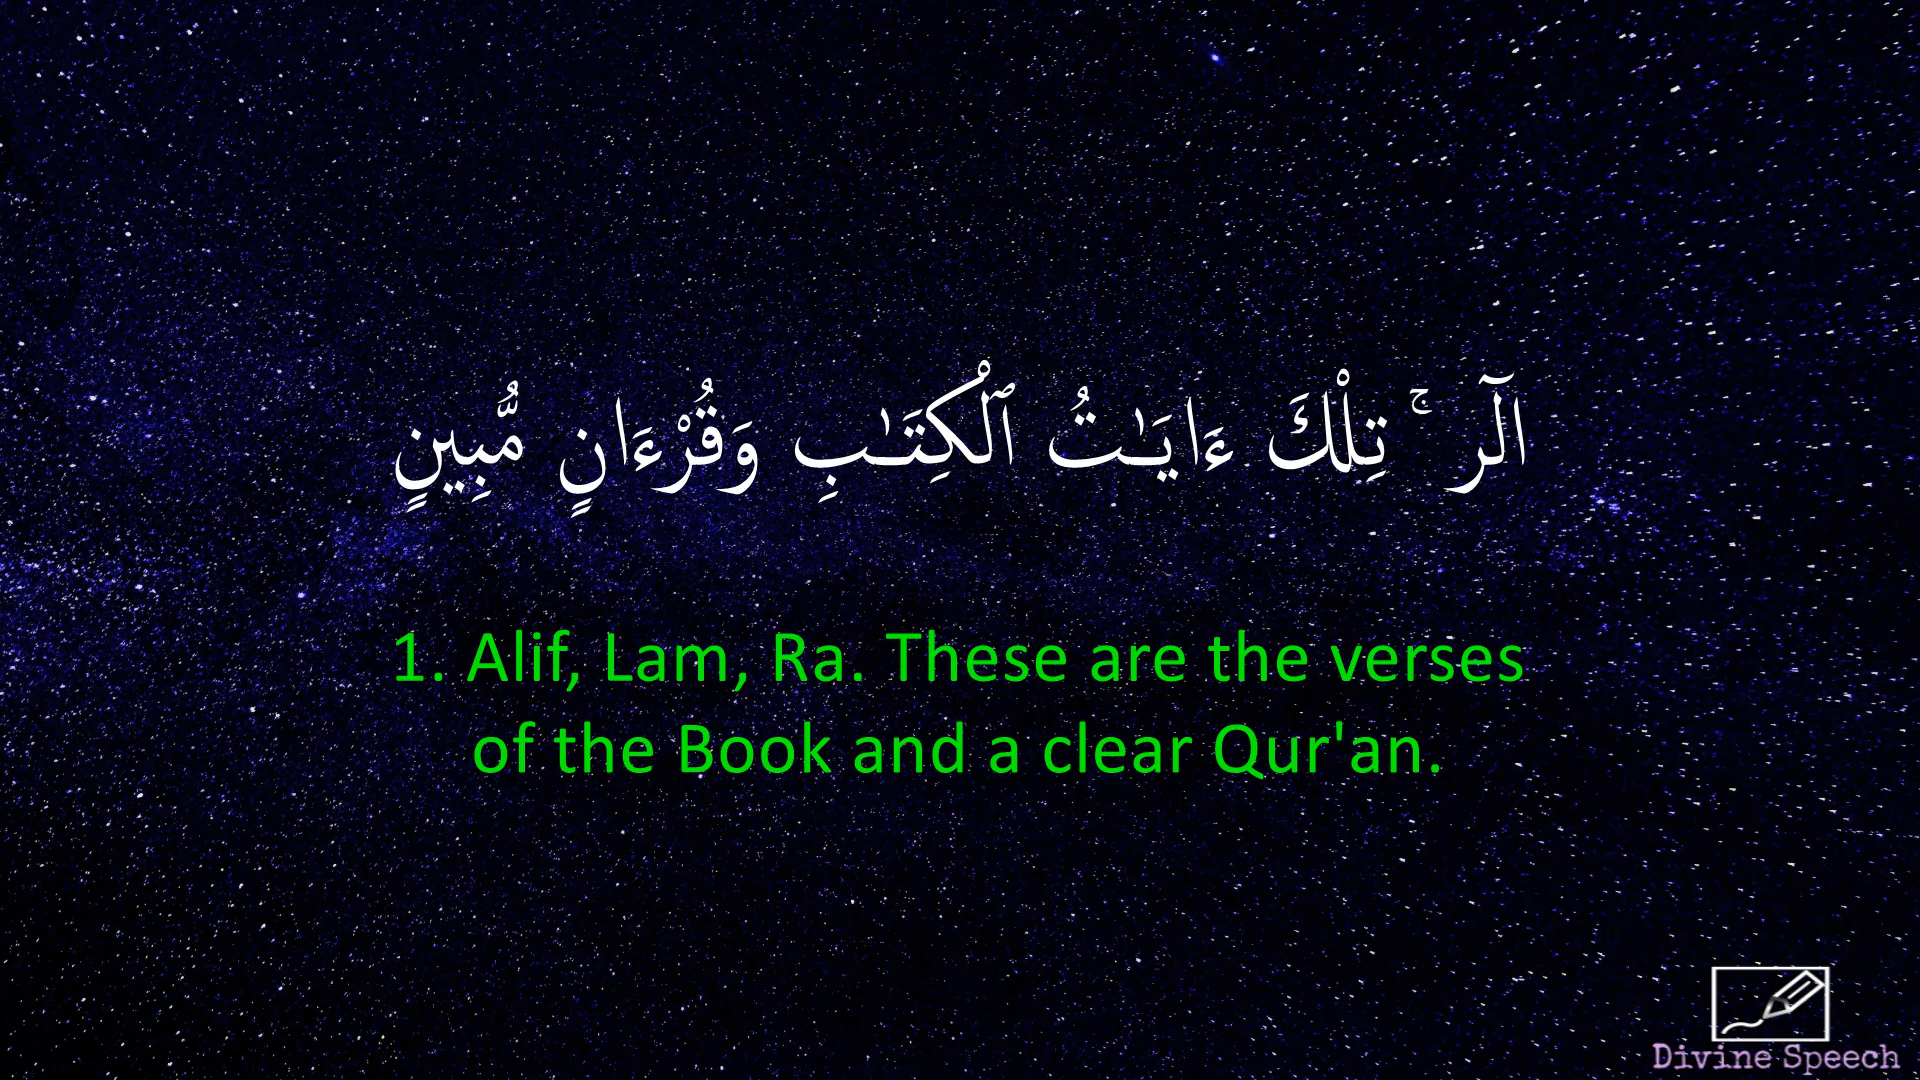 الٓر ۚ تِلْكَ ءَايَـٰتُ ٱلْكِتَـٰبِ وَقُرْءَانٍ مُّبِينٍ
1. Alif, Lam, Ra. These are the verses
of the Book and a clear Qur'an.
Divine Speech